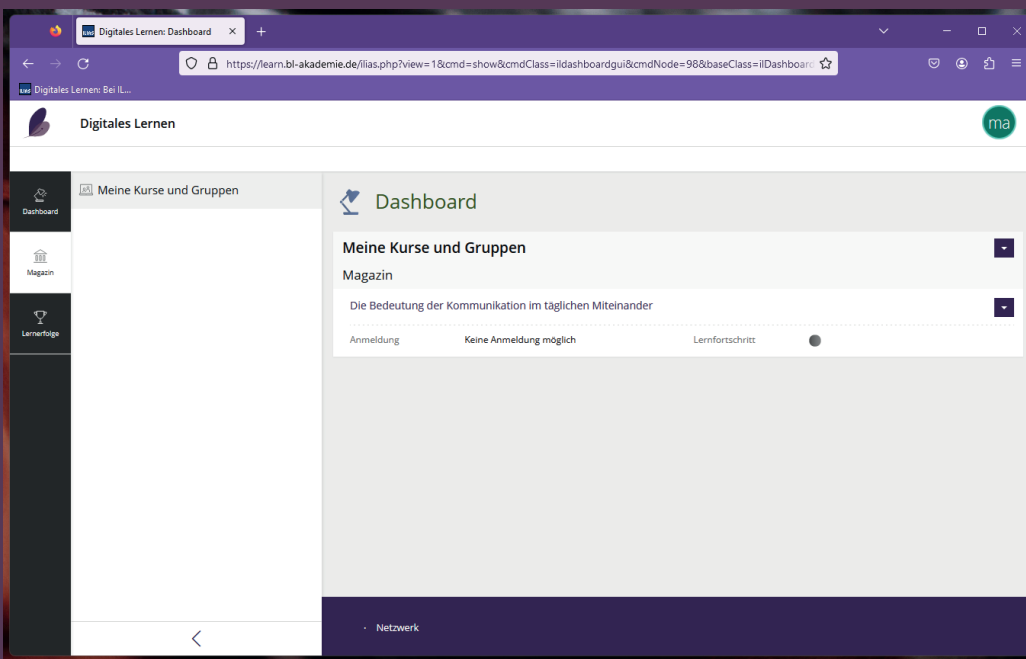 Digitales Lernen: Dashboard
https://learn.bl-akademie.de/ilias.php?view=1&cmd=show&cmdClass=ildashboardgui&cmdNode=98&baseClass=ilDashboard
ILIAS Digitales Lernen: Bei IL...
Digitales Lernen
ma
Dashboard
Magazin
Lernerfolge
Meine Kurse und Gruppen
Dashboard
Meine Kurse und Gruppen
Magazin
Die Bedeutung der Kommunikation im täglichen Miteinander
Anmeldung Keine Anmeldung möglich Lernfortschritt
· Netzwerk